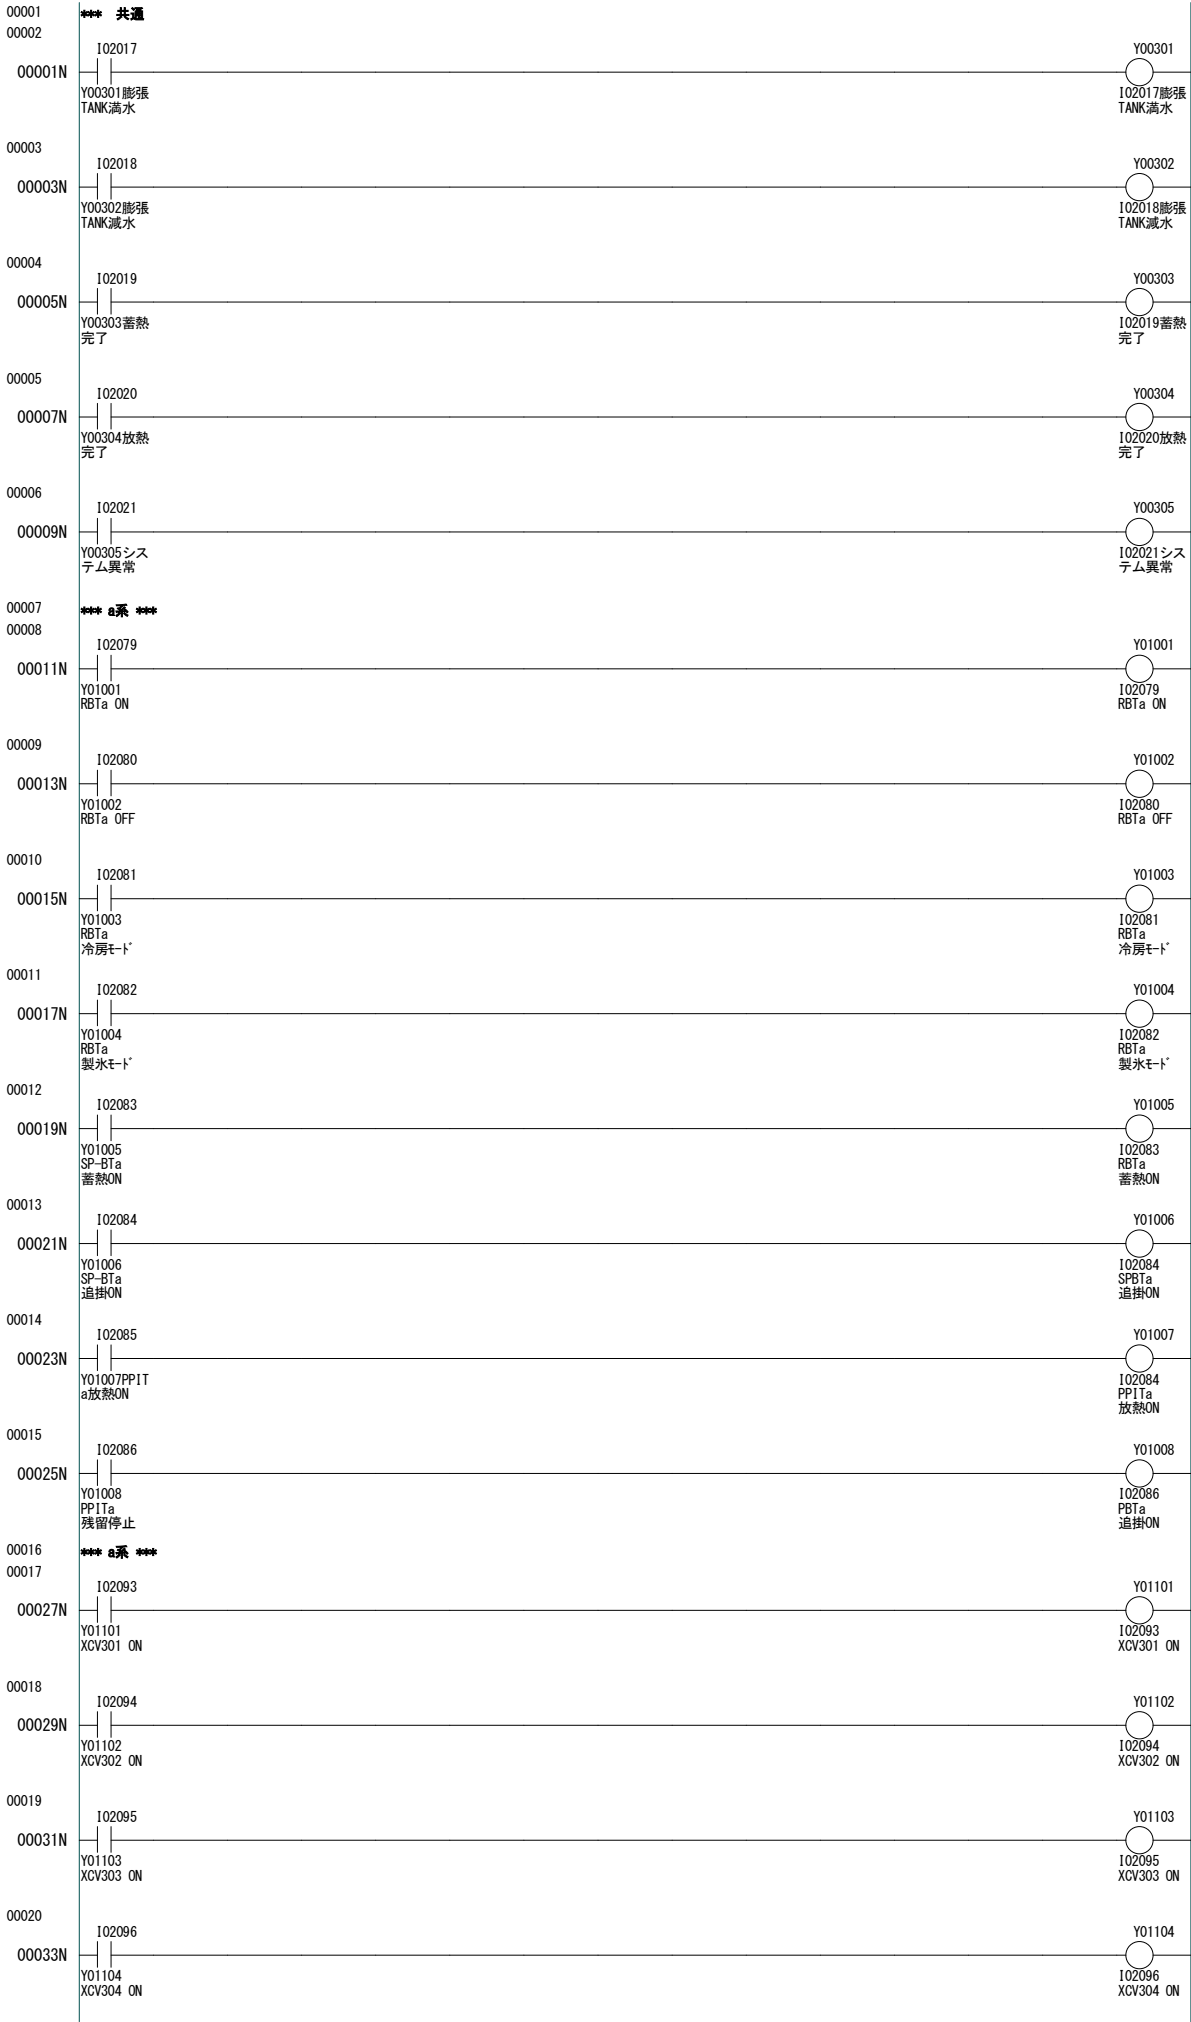 00001 *** 共通
00002
I02017 Y00301
00001N
Y00301膨張 I02017膨張
TANK満水 TANK満水
00003
I02018 Y00302
00003N
Y00302膨張 I02018膨張
TANK減水 TANK減水
00004
I02019 Y00303
00005N
Y00303蓄熱 I02019蓄熱
完了 完了
00005
I02020 Y00304
00007N
Y00304放熱 I02020放熱
完了 完了
00006
I02021 Y00305
00009N
Y00305シス I02021シス
テム異常 テム異常
00007 *** a系 ***
00008
I02079 Y01001
00011N
Y01001 I02079
RBTa ON RBTa ON
00009
I02080 Y01002
00013N
Y01002 I02080
RBTa OFF RBTa OFF
00010
I02081 Y01003
00015N
Y01003 I02081
RBTa RBTa
冷房ﾓｰﾄﾞ 冷房ﾓｰﾄﾞ
00011
I02082 Y01004
00017N
Y01004 I02082
RBTa RBTa
製氷ﾓｰﾄﾞ 製氷ﾓｰﾄﾞ
00012
I02083 Y01005
00019N
Y01005 I02083
SP-BTa RBTa
蓄熱ON 蓄熱ON
00013
I02084 Y01006
00021N
Y01006 I02084
SP-BTa SPBTa
追掛ON 追掛ON
00014
I02085 Y01007
00023N
Y01007PPIT I02084
a放熱ON PPITa
放熱ON
00015
I02086 Y01008
00025N
Y01008 I02086
PPITa PBTa
残留停止 追掛ON
00016 *** a系 ***
00017
I02093 Y01101
00027N
Y01101 I02093
XCV301 ON XCV301 ON
00018
I02094 Y01102
00029N
Y01102 I02094
XCV302 ON XCV302 ON
00019
I02095 Y01103
00031N
Y01103 I02095
XCV303 ON XCV303 ON
00020
I02096 Y01104
00033N
Y01104 I02096
XCV304 ON XCV304 ON